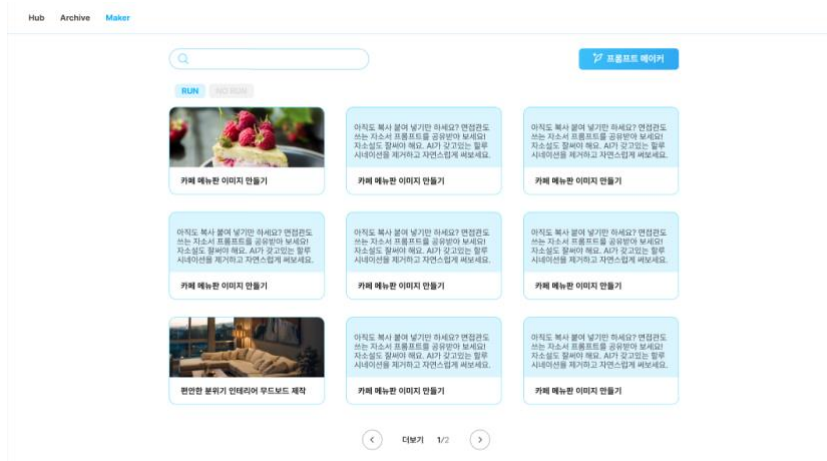 Hub Archive Maker
프롬프트 메이커
RUN NO RUN
아직도 복사 붙여 넣기만 하세요? 면접관도
쓰는 자소서 프롬프트를 공유받아 보세요!
자소설도 잘써야 해요. AI가 갖고있는 할루
시네이션을 제거하고 자연스럽게 써보세요.
아직도 복사 붙여 넣기만 하세요? 면접관도
쓰는 자소서 프롬프트를 공유받아 보세요!
자소설도 잘써야 해요. AI가 갖고있는 할루
시네이션을 제거하고 자연스럽게 써보세요.
카페 메뉴판 이미지 만들기
카페 메뉴판 이미지 만들기
카페 메뉴판 이미지 만들기
아직도 복사 붙여 넣기만 하세요? 면접관도
쓰는 자소서 프롬프트를 공유받아 보세요!
자소설도 잘써야 해요. AI가 갖고있는 할루
시네이션을 제거하고 자연스럽게 써보세요.
아직도 복사 붙여 넣기만 하세요? 면접관도
쓰는 자소서 프롬프트를 공유받아 보세요!
자소설도 잘써야 해요. AI가 갖고있는 할루
시네이션을 제거하고 자연스럽게 써보세요.
아직도 복사 붙여 넣기만 하세요? 면접관도
쓰는 자소서 프롬프트를 공유받아 보세요!
자소설도 잘써야 해요. AI가 갖고있는 할루
시네이션을 제거하고 자연스럽게 써보세요.
카페 메뉴판 이미지 만들기
카페 메뉴판 이미지 만들기
카페 메뉴판 이미지 만들기
아직도 복사 붙여 넣기만 하세요? 면접관도
쓰는 자소서 프롬프트를 공유받아 보세요!
자소설도 잘써야 해요. AI가 갖고있는 할루
시네이션을 제거하고 자연스럽게 써보세요.
아직도 복사 붙여 넣기만 하세요? 면접관도
쓰는 자소서 프롬프트를 공유받아 보세요!
자소설도 잘써야 해요. AI가 갖고있는 할루
시네이션을 제거하고 자연스럽게 써보세요.
편안한 분위기 인테리어 무드보드 제작
카페 메뉴판 이미지 만들기
카페 메뉴판 이미지 만들기
더보기 1/2